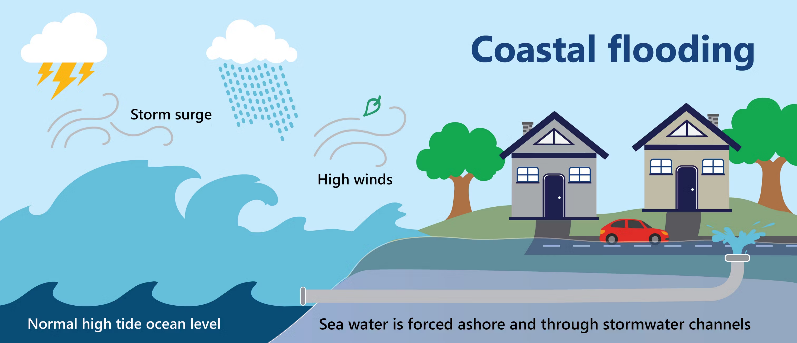 Coastal flooding
Storm surge
High winds
Normal high tide ocean level
Sea water is forced ashore and through stormwater channels